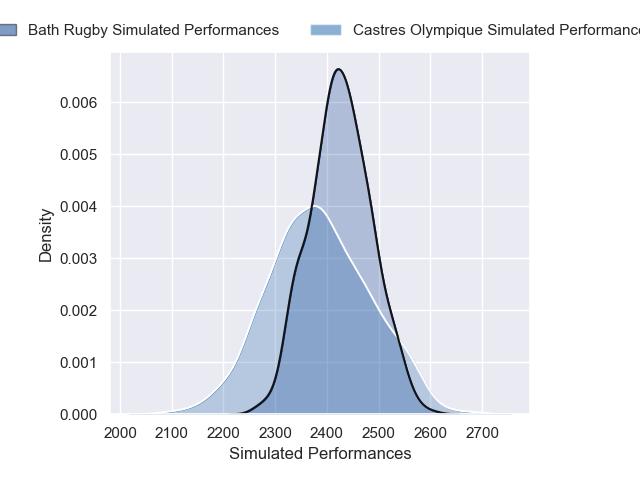 Bath Rugby Simulated Performances Castres Olympique Simulated Performanc
0.006
0.005
0.004
0.003
0.002
0.001
0.000
Density
2000 2100 2200 2300 2400 2500 2600 2700
Simulated Performances